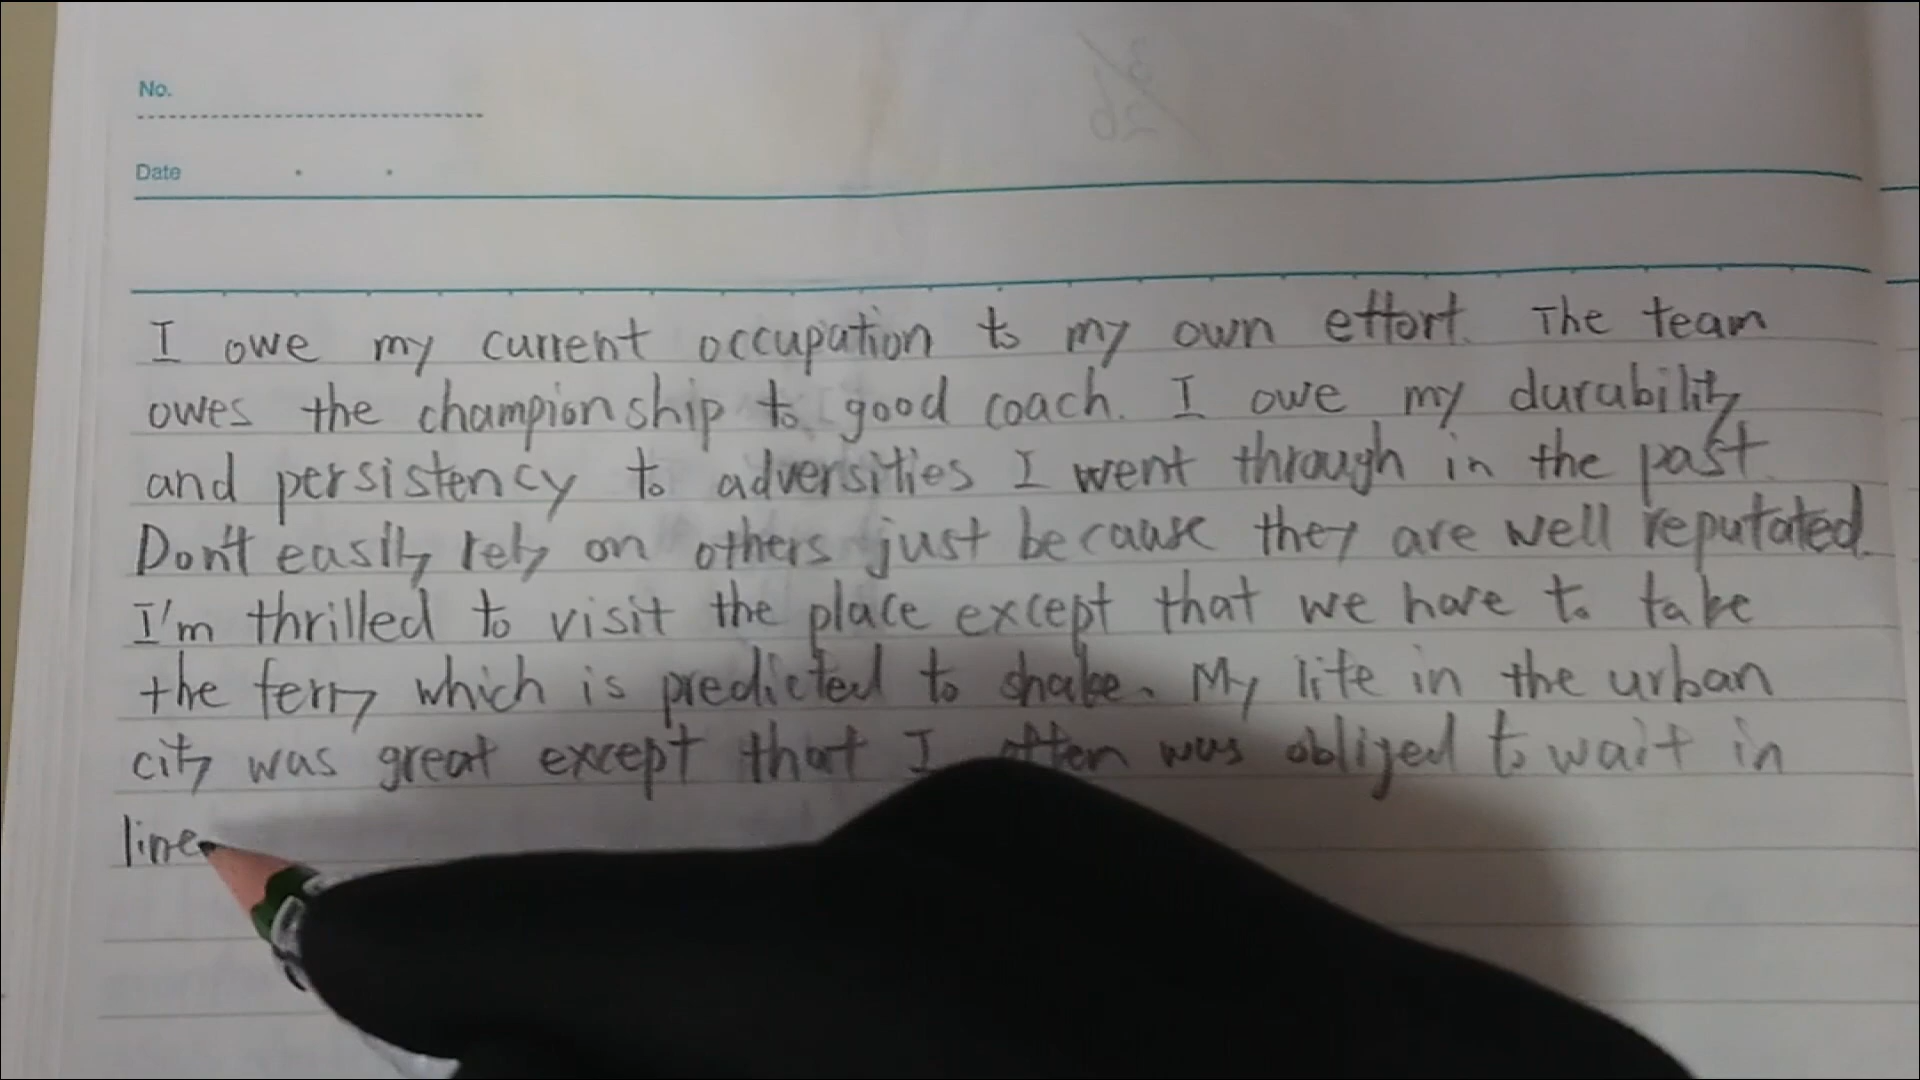 No.
Date
I owe my current occupation to my own effort. The team
owes the championship to good coach. I owe my durability
and persistency to adversities I went through in the past.
Don't easily rely on others just because they are well reputated.
I'm thrilled to visit the place except that we have to take
the ferry which is predicted to shake. My life in the urban
city was great except that I often was obliged to wait in
line